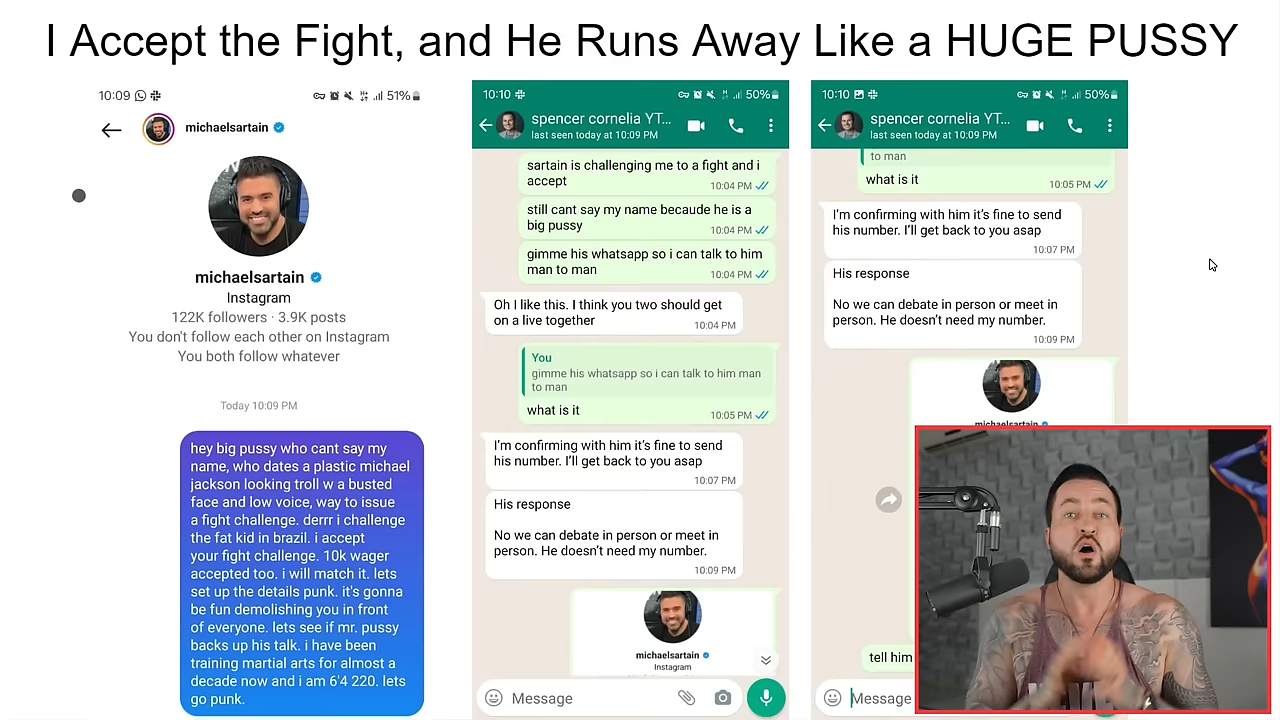 I Accept the Fight, and He Runs Away Like a HUGE PUSSY
10:09
51%
michaelsartain
michaelsartain
Instagram
122K followers · 3.9K posts
You don't follow each other on Instagram
You both follow whatever
Today 10:09 PM
hey big pussy who cant say my
name, who dates a plastic michael
jackson looking troll w a busted
face and low voice, way to issue
a fight challenge. derrr i challenge
the fat kid in brazil. i accept
your fight challenge. 10k wager
accepted too. i will match it. lets
set up the details punk. it's gonna
be fun demolishing you in front
of everyone. lets see if mr. pussy
backs up his talk. i have been
training martial arts for almost a
decade now and i am 6'4 220. lets
go punk.
10:10
50%
spencer cornelia YT...
last seen today at 10:09 PM
sartain is challenging me to a fight and i
accept
10:04 PM
still cant say my name becaude he is a
big pussy
10:04 PM
gimme his whatsapp so i can talk to him
man to man
10:04 PM
Oh I like this. I think you two should get
on a live together
10:04 PM
You
gimme his whatsapp so i can talk to him man
to man
what is it
10:05 PM
I'm confirming with him it's fine to send
his number. I'll get back to you asap
10:07 PM
His response
No we can debate in person or meet in
person. He doesn't need my number.
10:09 PM
michaelsartain
Instagram
Message
10:10
50%
spencer cornelia YT...
last seen today at 10:09 PM
to man
what is it
10:05 PM
I'm confirming with him it's fine to send
his number. I'll get back to you asap
10:07 PM
His response
No we can debate in person or meet in
person. He doesn't need my number.
10:09 PM
michaelsartain
tell him
Message